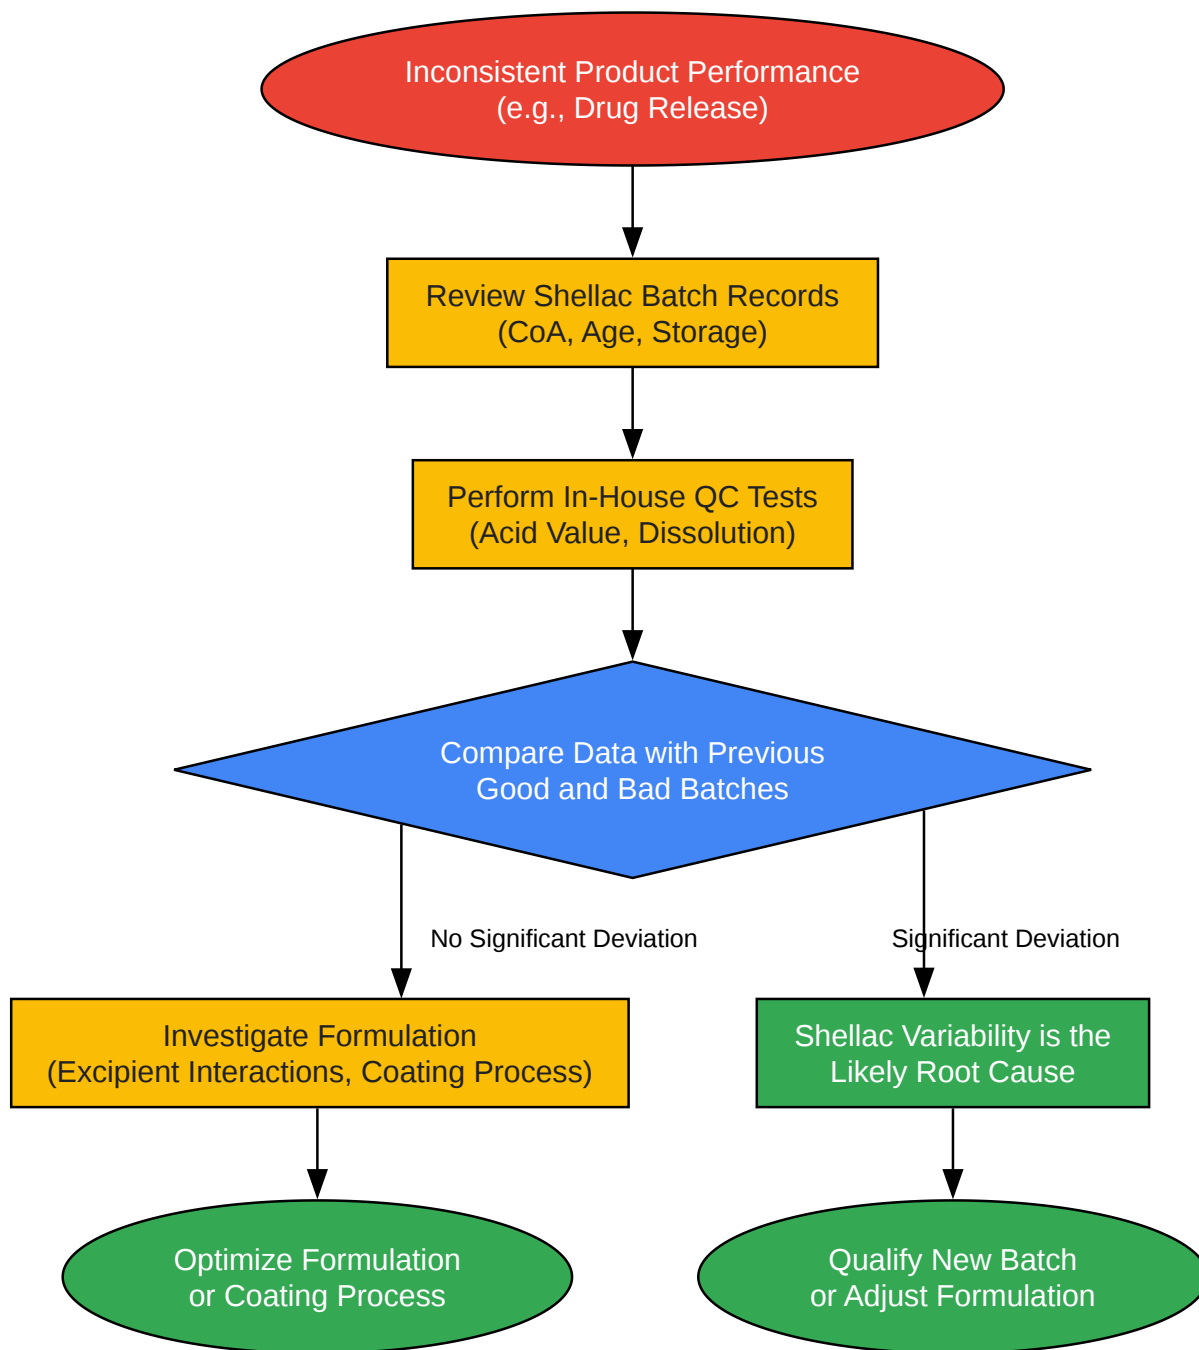 Inconsistent Product Performance
(e.g., Drug Release)
Review Shellac Batch Records
(CoA, Age, Storage)
Perform In-House QC Tests
(Acid Value, Dissolution)
Compare Data with Previous
Good and Bad Batches
No Significant Deviation
Significant Deviation
Investigate Formulation
(Excipient Interactions, Coating Process)
Shellac Variability is the
Likely Root Cause
Optimize Formulation
or Coating Process
Qualify New Batch
or Adjust Formulation